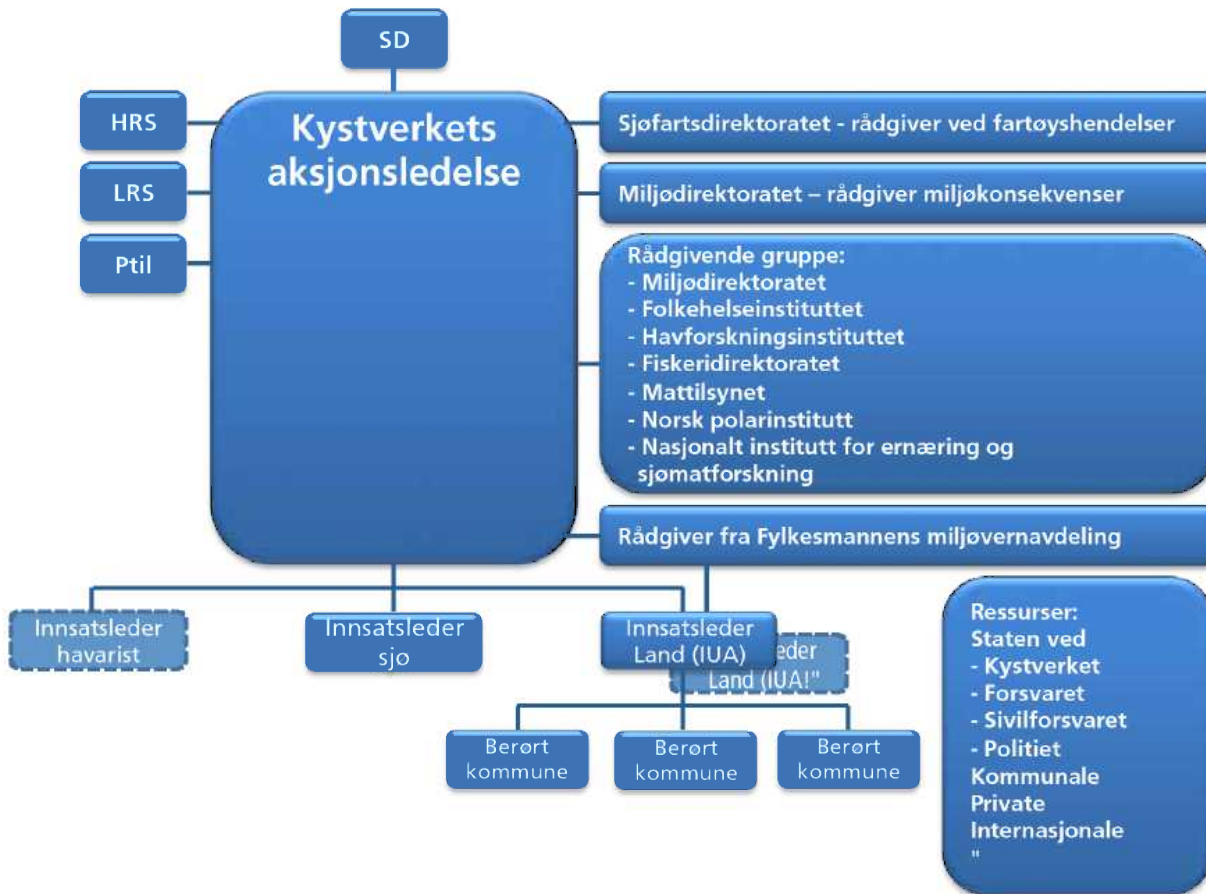 SD
HRS
LRS
Ptil
Kystverkets
aksjonsledelse
Sjøfartsdirektoratet - rådgiver ved fartøyshendelser
Miljødirektoratet – rådgiver miljøkonsekvenser
Rådgivende gruppe:
- Miljødirektoratet
- Folkehelseinstituttet
- Havforskningsinstituttet
- Fiskeridirektoratet
- Mattilsynet
- Norsk polarinstitutt
- Nasjonalt institutt for ernæring og
sjømatforskning
Rådgiver fra Fylkesmannens miljøvernavdeling
Innsatsleder
havarist
Innsatsleder
sjø
Innsatsleder
Land (IUA)
Land (IUA!"
Berørt
kommune
Berørt
kommune
Berørt
kommune
Ressurser:
Staten ved
- Kystverket
- Forsvaret
- Sivilforsvaret
- Politiet
Kommunale
Private
Internasjonale
"